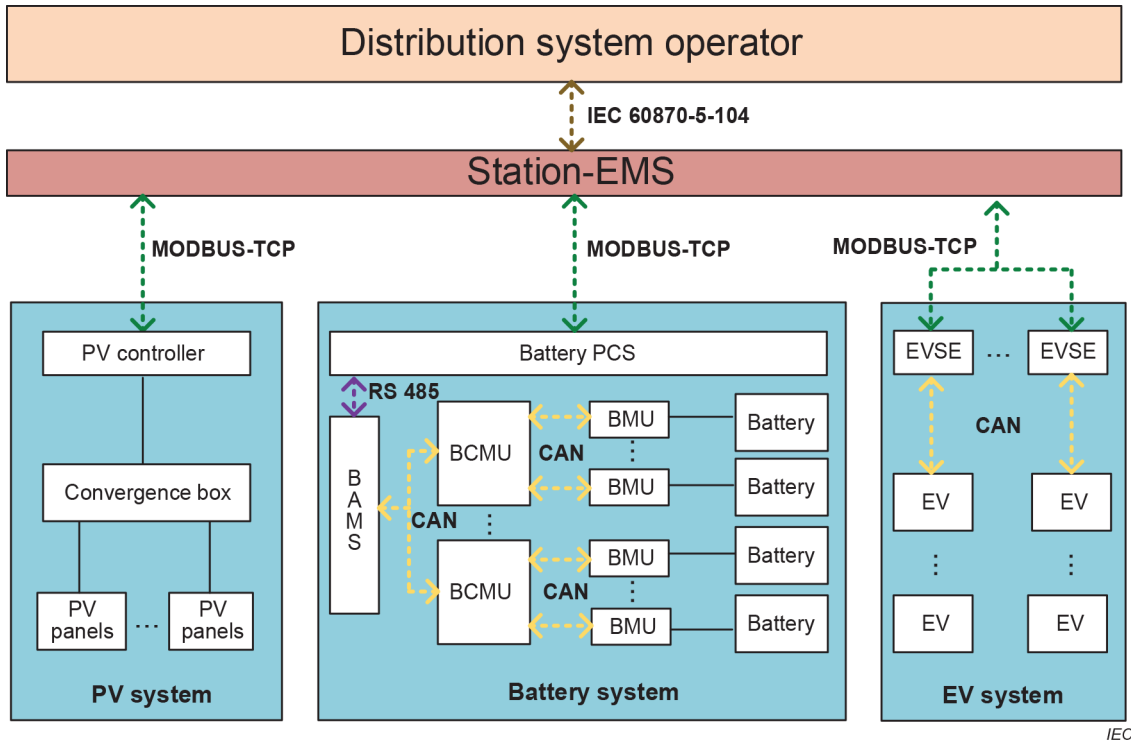 Distribution system operator
IEC 60870-5-104
Station-EMS
MODBUS-TCP
MODBUS-TCP
MODBUS-TCP
PV controller
Convergence box
PV
panels
...
PV
panels
PV system
Battery PCS
RS 485
B
A
M
S
CAN
BCMU
...
BCMU
CAN
CAN
BMU
...
BMU
BMU
...
BMU
Battery
Battery
Battery
Battery
Battery system
EVSE
...
EVSE
CAN
EV
EV
...
...
EV
EV
EV system
IEC